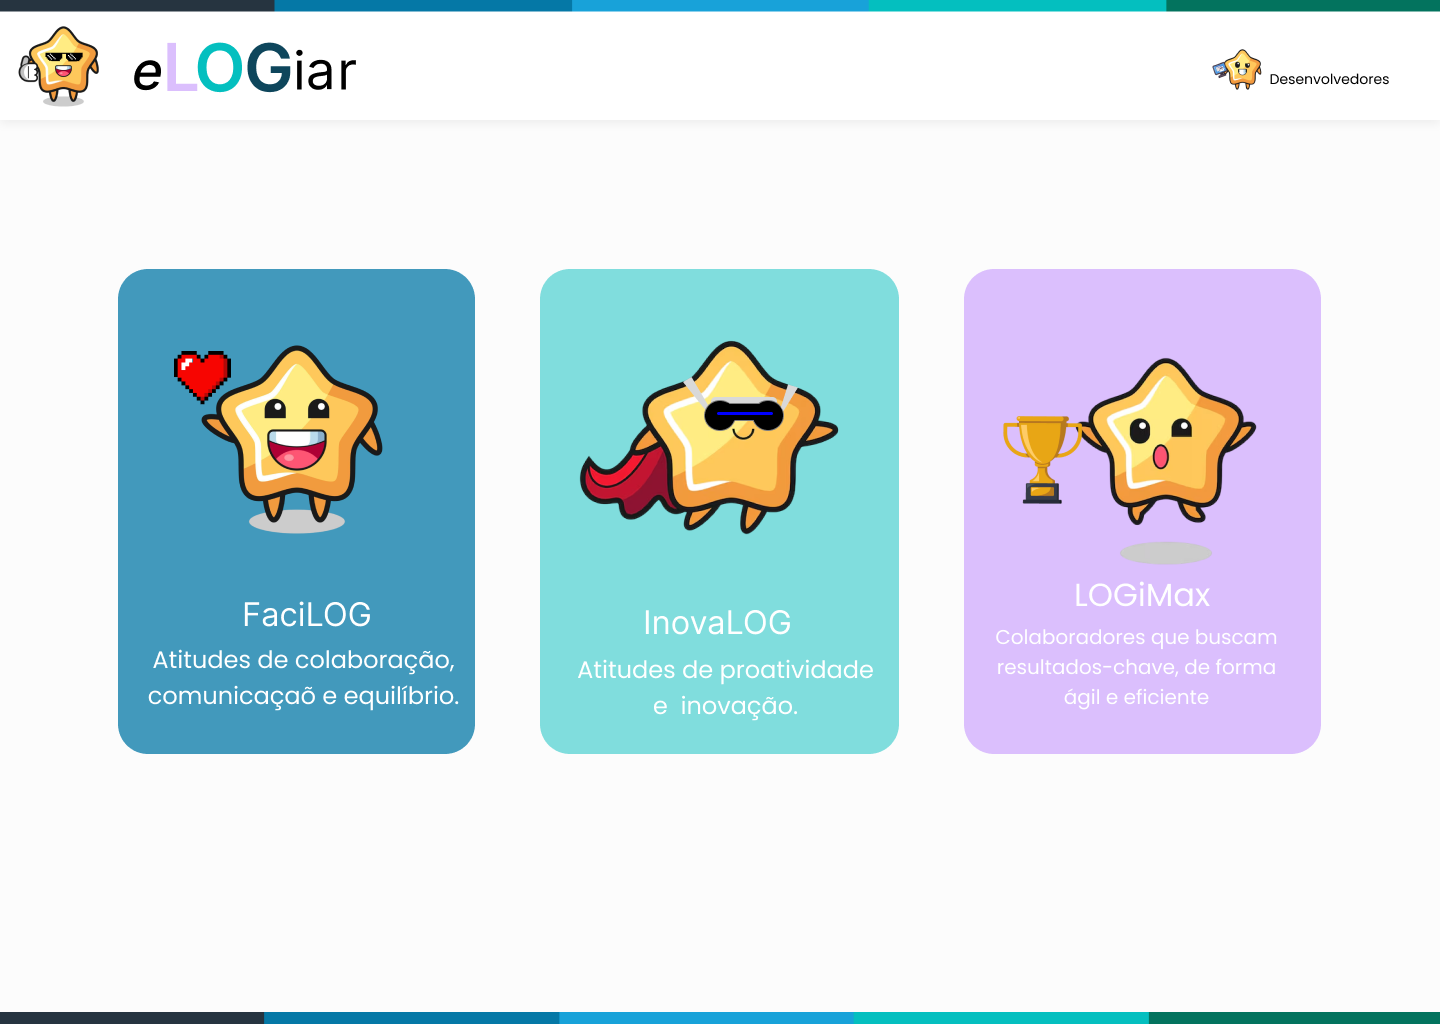 eLOGiar
Desenvolvedores
FaciLOG
Atitudes de colaboração,
comunicaçaõ e equilíbrio.
InovaLOG
Atitudes de proatividade
e inovação.
LOGiMax
Colaboradores que buscam
resultados-chave, de forma
ágil e eficiente